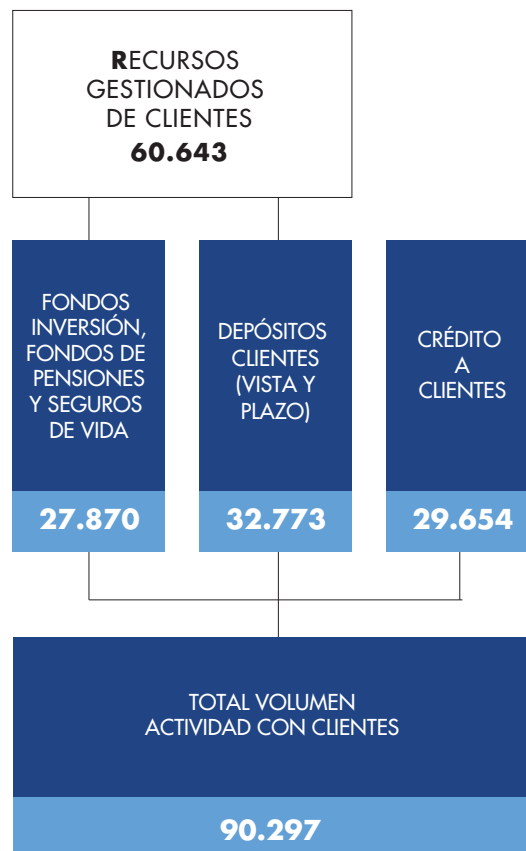 RECURSOS
GESTIONADOS
DE CLIENTES
60.643
FONDOS
INVERSIÓN,
FONDOS DE
PENSIONES
Y SEGUROS
DE VIDA
27.870
DEPÓSITOS
CLIENTES
(VISTA Y
PLAZO)
32.773
CRÉDITO
A
CLIENTES
29.654
TOTAL VOLUMEN
ACTIVIDAD CON CLIENTES
90.297